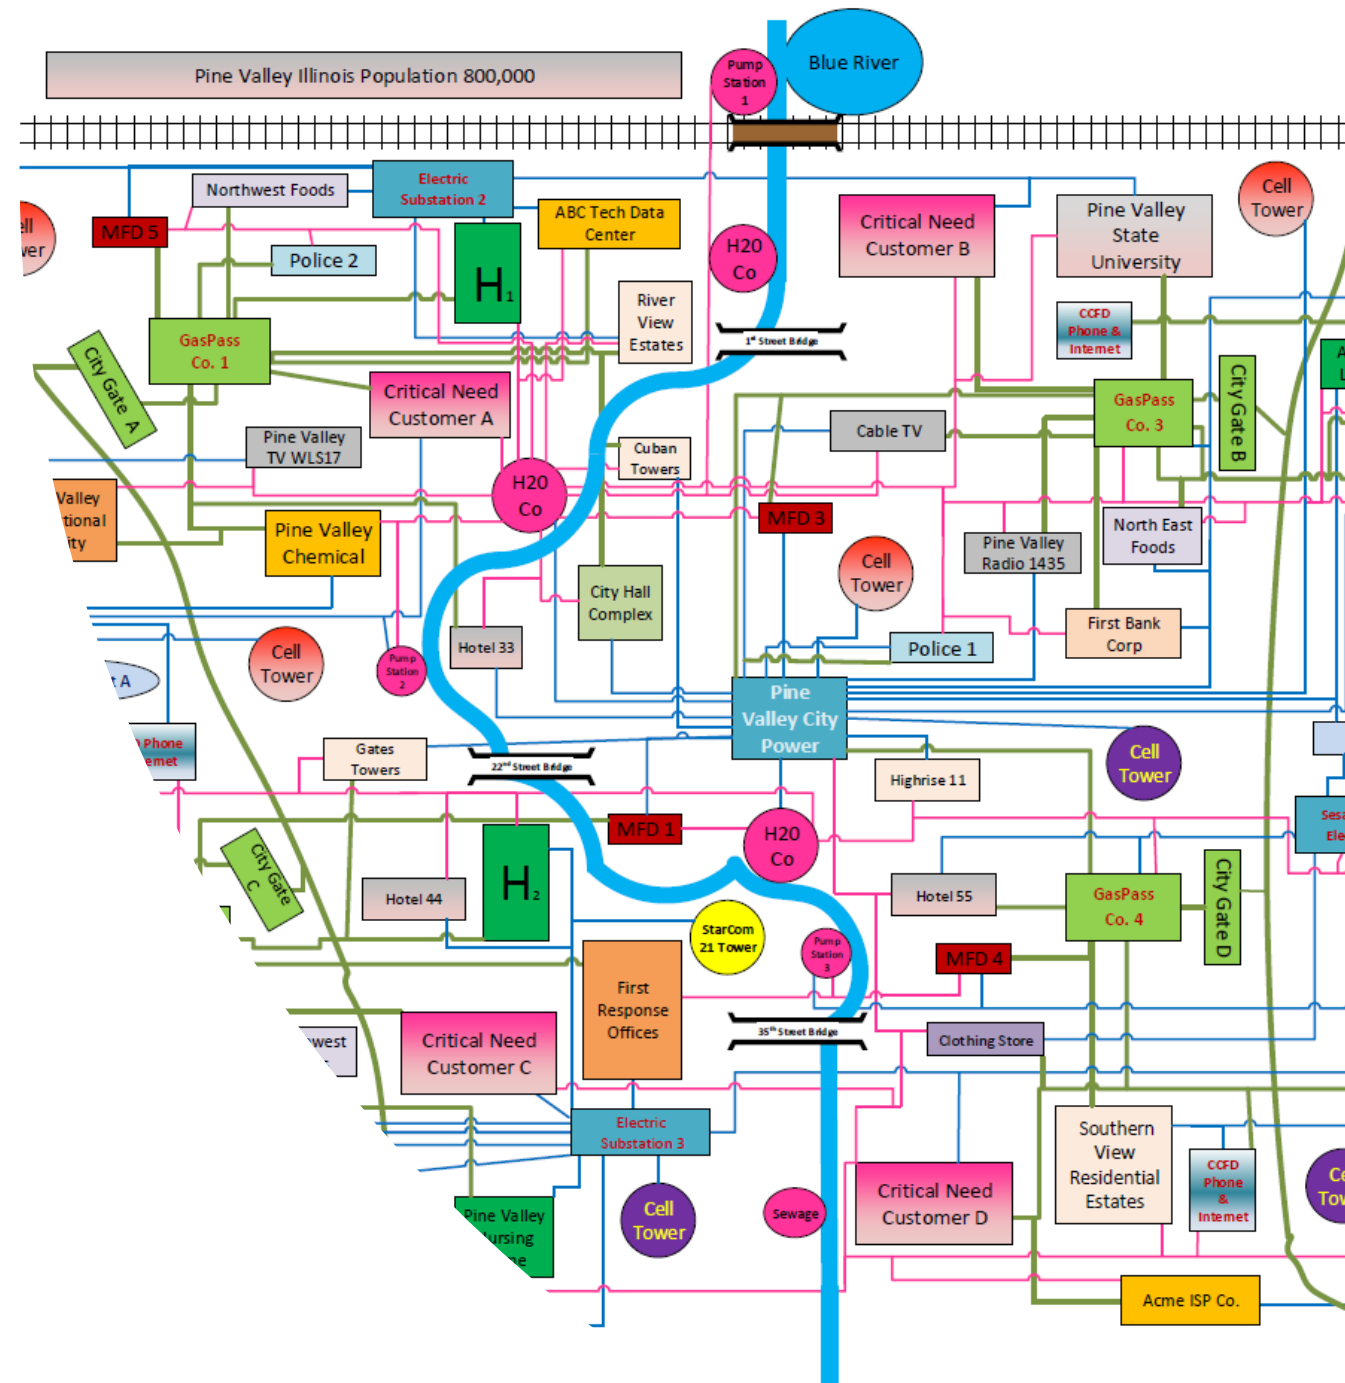 Pine Valley Illinois Population 800,000
Pump
Station
1
Blue River
Northwest Foods
Electric
Substation 2
ABC Tech Data
Center
MFD 5
Police 2
H1
River
View
Estates
H20
Co
Critical Need
Customer B
Pine Valley
State
University
Cell
Tower
CCFD
Phone &
Internet
1st Street Bridge
GasPass
Co. 1
City Gate A
Critical Need
Customer A
Pine Valley
TV WLS17
Cuban
Towers
Cable TV
GasPass
Co. 3
City Gate B
H20
Co
Valley
Pine Valley
Chemical
MFD 3
Pine Valley
Radio 1435
North East
Foods
Cell
Tower
City Hall
Complex
First Bank
Corp
Hotel 33
Police 1
Cell
Tower
Pump
Station
2
A
Pine
Valley City
Power
Phone
Gates
Towers
22nd Street Bridge
Cell
Tower
Highrise 11
MFD 1
H20
Co
City Gate
C
H2
Hotel 44
Hotel 55
GasPass
Co. 4
City Gate D
StarCom
21 Tower
Pump
Station
3
MFD 4
First
Response
Offices
35th Street Bridge
Clothing Store
Critical Need
Customer C
Electric
Substation 3
Southern
View
Residential
Estates
CCFD
Phone
&
Internet
Critical Need
Customer D
Sewage
Cell
Tower
Pine Valley
Acme ISP Co.